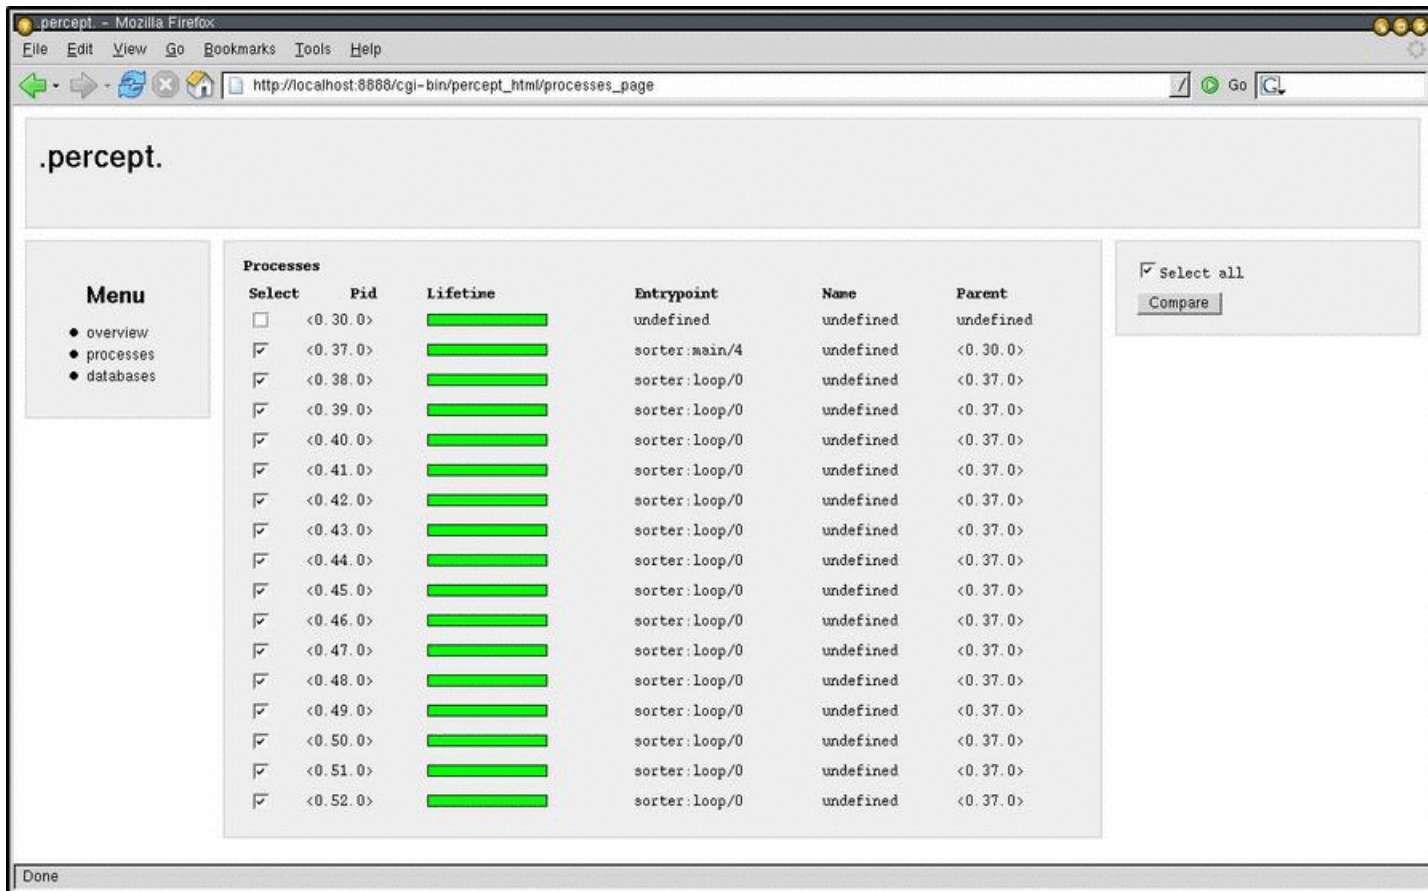 .percept. - Mozilla Firefox
File Edit View Go Bookmarks Tools Help
http://localhost:8888/cgi-bin/percept_html/processes_page Go
.percept.
Menu
overview
processes
databases
Processes
Select Pid Lifetime Entrypoint Name Parent
<0.30.0> undefined undefined undefined
<0.37.0> sorter:main/4 undefined <0.30.0>
<0.38.0> sorter:loop/0 undefined <0.37.0>
<0.39.0> sorter:loop/0 undefined <0.37.0>
<0.40.0> sorter:loop/0 undefined <0.37.0>
<0.41.0> sorter:loop/0 undefined <0.37.0>
<0.42.0> sorter:loop/0 undefined <0.37.0>
<0.43.0> sorter:loop/0 undefined <0.37.0>
<0.44.0> sorter:loop/0 undefined <0.37.0>
<0.45.0> sorter:loop/0 undefined <0.37.0>
<0.46.0> sorter:loop/0 undefined <0.37.0>
<0.47.0> sorter:loop/0 undefined <0.37.0>
<0.48.0> sorter:loop/0 undefined <0.37.0>
<0.49.0> sorter:loop/0 undefined <0.37.0>
<0.50.0> sorter:loop/0 undefined <0.37.0>
<0.51.0> sorter:loop/0 undefined <0.37.0>
<0.52.0> sorter:loop/0 undefined <0.37.0>
Select all
Compare
Done